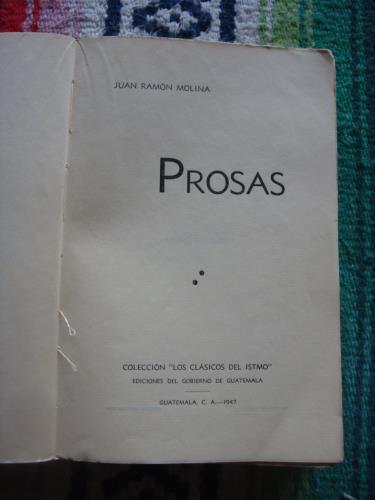 JUAN RAMÓN MOLINA
PROSAS
COLECCIÓN "LOS CLÁSICOS DEL ISTMO"
EDICIONES DEL GOBIERNO DE GUATEMALA
GUATEMALA, C. A.—1947